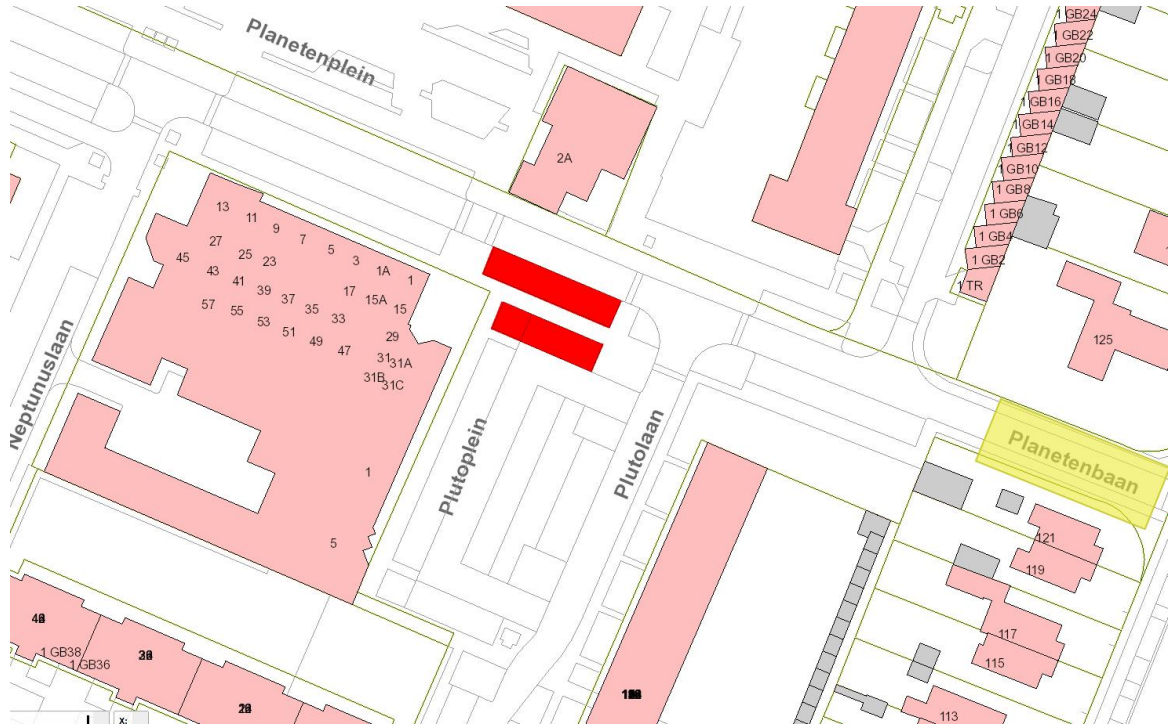 Planetenplein
1 GB24
1 GB22
1 GB20
1 GB18
1 GB16
1 GB14
1 GB12
1 GB10
1 GB8
1 GB6
1 GB4
1 GB2
1 TR
2A
13
11
9
7
5
3
1A
1
27
25
23
17
15A
15
45
43
41
39
37
35
33
29
57
55
53
51
49
47
31
31A
31B
31C
125
Neptunuslaan
Plutoplein
Plutolaan
Planetenbaan
1
5
121
119
117
115
113
1 GB38
1 GB36
X: